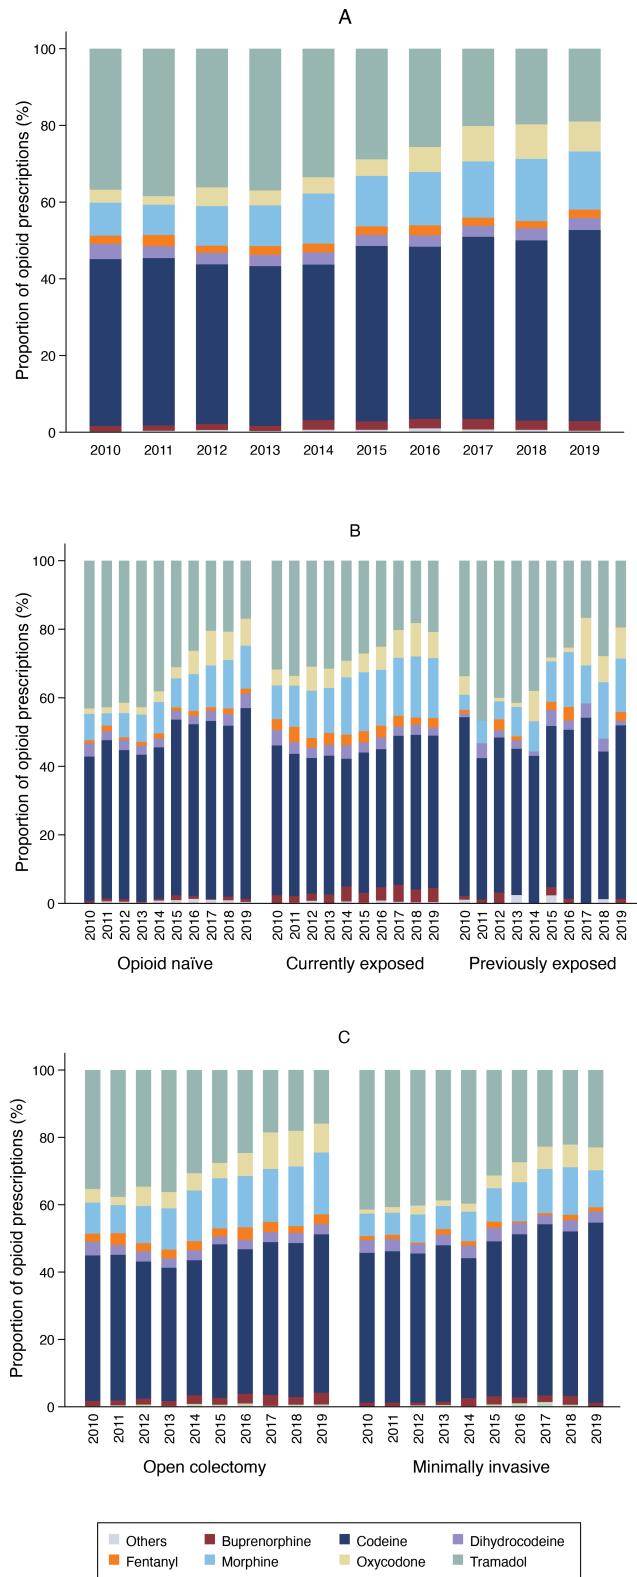 A
Proportion of opioid prescriptions (%)
100
80
60
40
20
0
2010 2011 2012 2013 2014 2015 2016 2017 2018 2019
B
Proportion of opioid prescriptions (%)
100
80
60
40
20
0
2010 2011 2012 2013 2014 2015 2016 2017 2018 2019 2010 2011 2012 2013 2014 2015 2016 2017 2018 2019 2010 2011 2012 2013 2014 2015 2016 2017 2018 2019
Opioid naïve Currently exposed Previously exposed
C
Proportion of opioid prescriptions (%)
100
80
60
40
20
0
2010 2011 2012 2013 2014 2015 2016 2017 2018 2019 2010 2011 2012 2013 2014 2015 2016 2017 2018 2019
Open colectomy Minimally invasive
Others Buprenorphine Codeine Dihydrocodeine
Fentanyl Morphine Oxycodone Tramadol